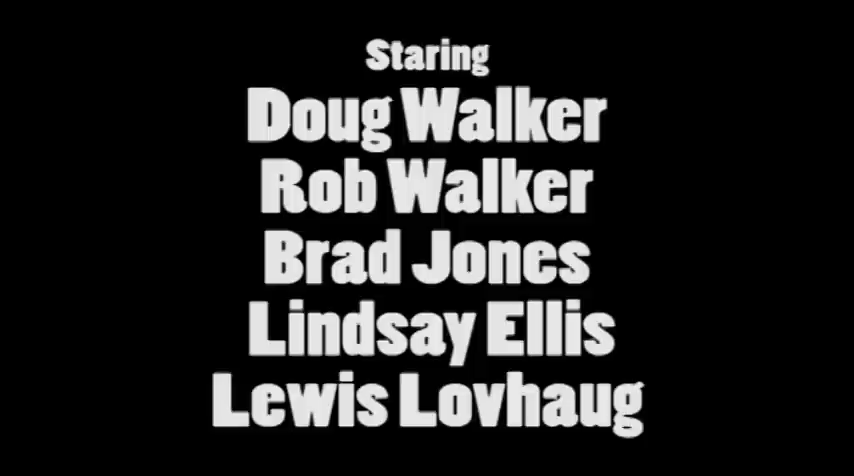 Staring
Doug Walker
Rob Walker
Brad Jones
Lindsay Ellis
Lewis Lovhaug